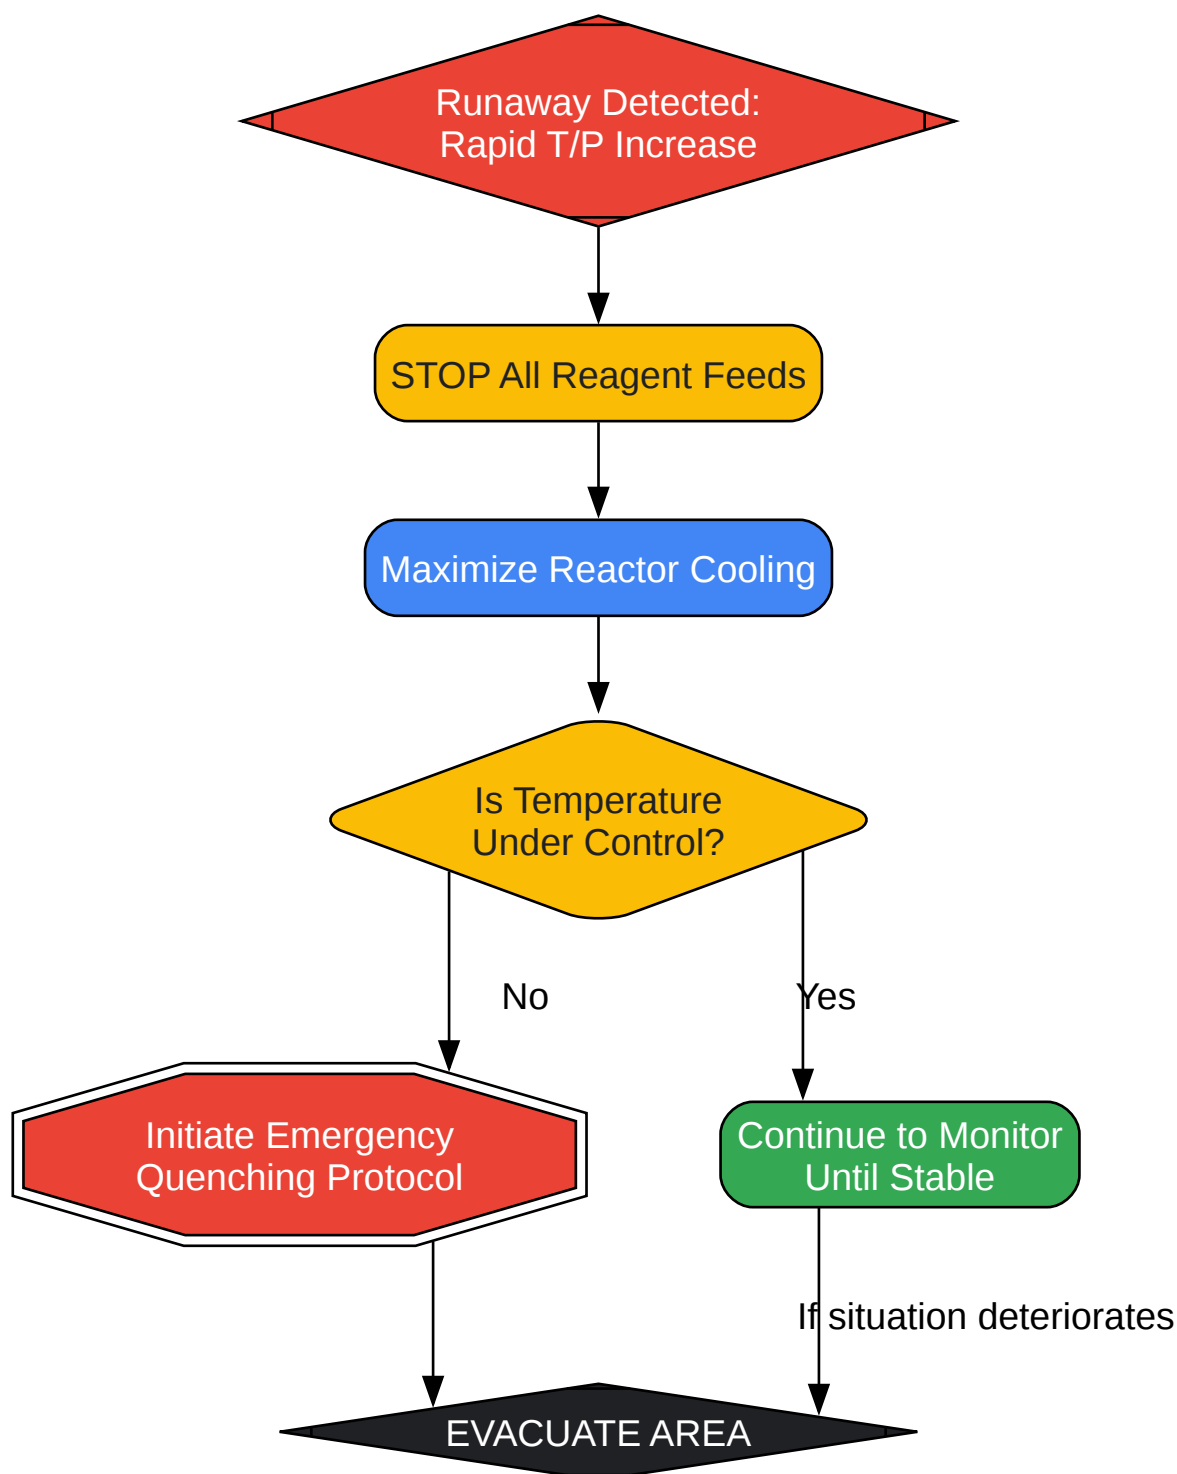 Runaway Detected:
Rapid T/P Increase
STOP All Reagent Feeds
Maximize Reactor Cooling
Is Temperature
Under Control?
No
Yes
Initiate Emergency
Quenching Protocol
Continue to Monitor
Until Stable
If situation deteriorates
EVACUATE AREA